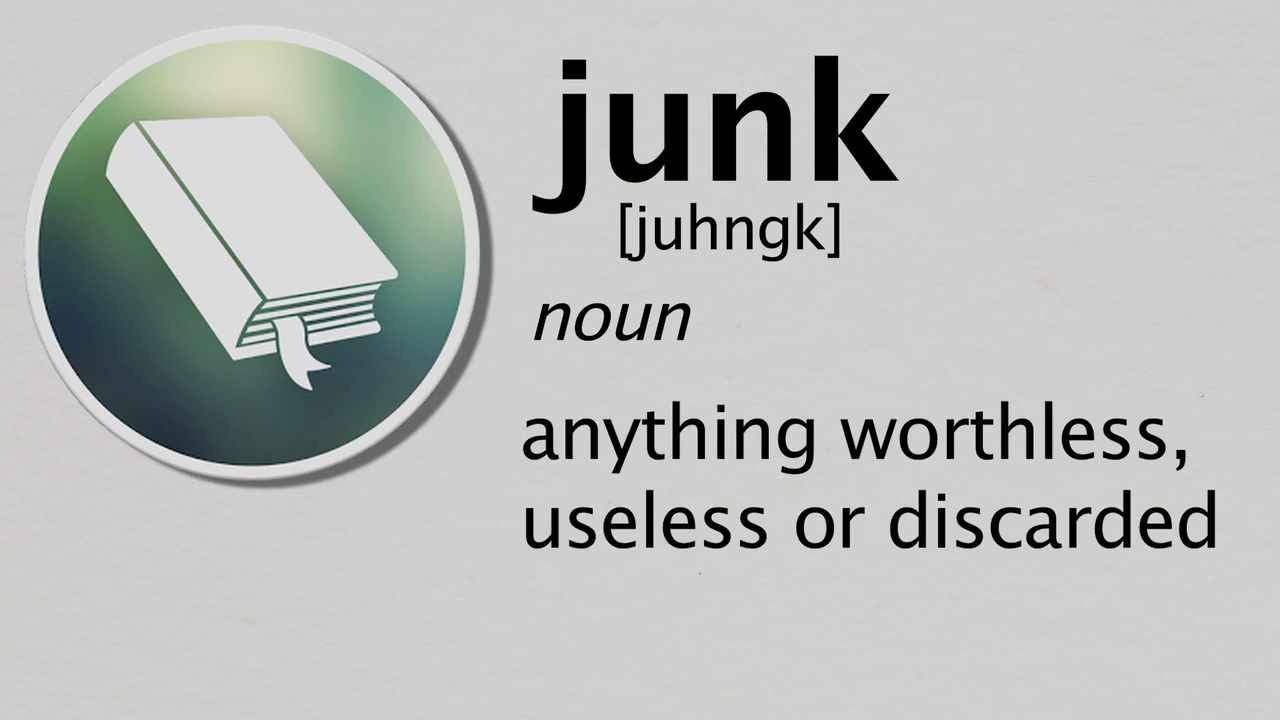 junk
[juhngk]
noun
anything worthless,
useless or discarded